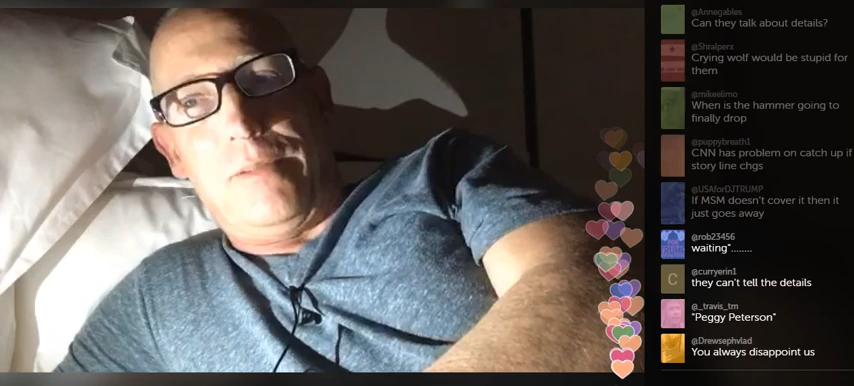 @Annegables
Can they talk about details?
@Shralperx
Crying wolf would be stupid for
them
@mikeelimo
When is the hammer going to
finally drop
@puppybreath1
CNN has problem on catch up if
story line chgs
@USAforDJTRUMP
If MSM doesn't cover it then it
just goes away
@rob23456
waiting"........
@curryerin1
C
they can't tell the details
@_travis_tm
"Peggy Peterson"
@Drewsephvlad
You always disappoint us